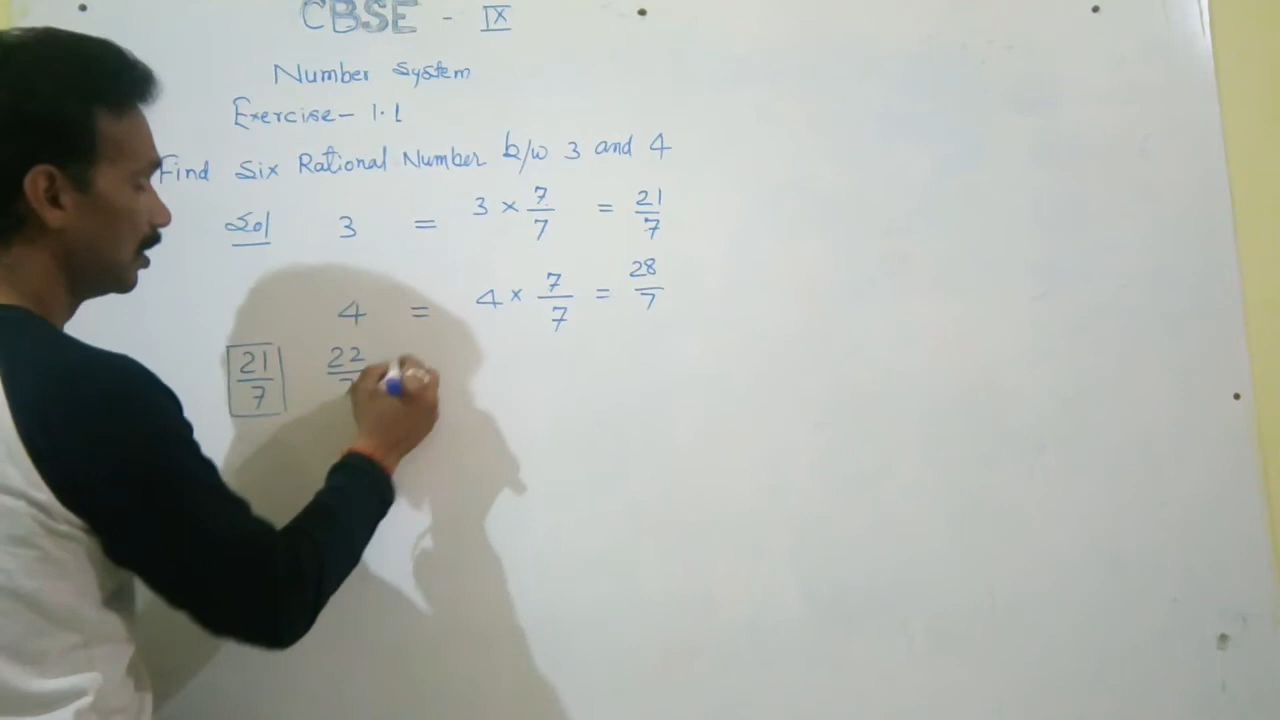 CBSE - IX
Number System
Exercise - 1.1
Find Six Rational Number b/w 3 and 4
Sol 3 = 3 × 7/7 = 21/7
4 = 4 × 7/7 = 28/7
21/7 22/